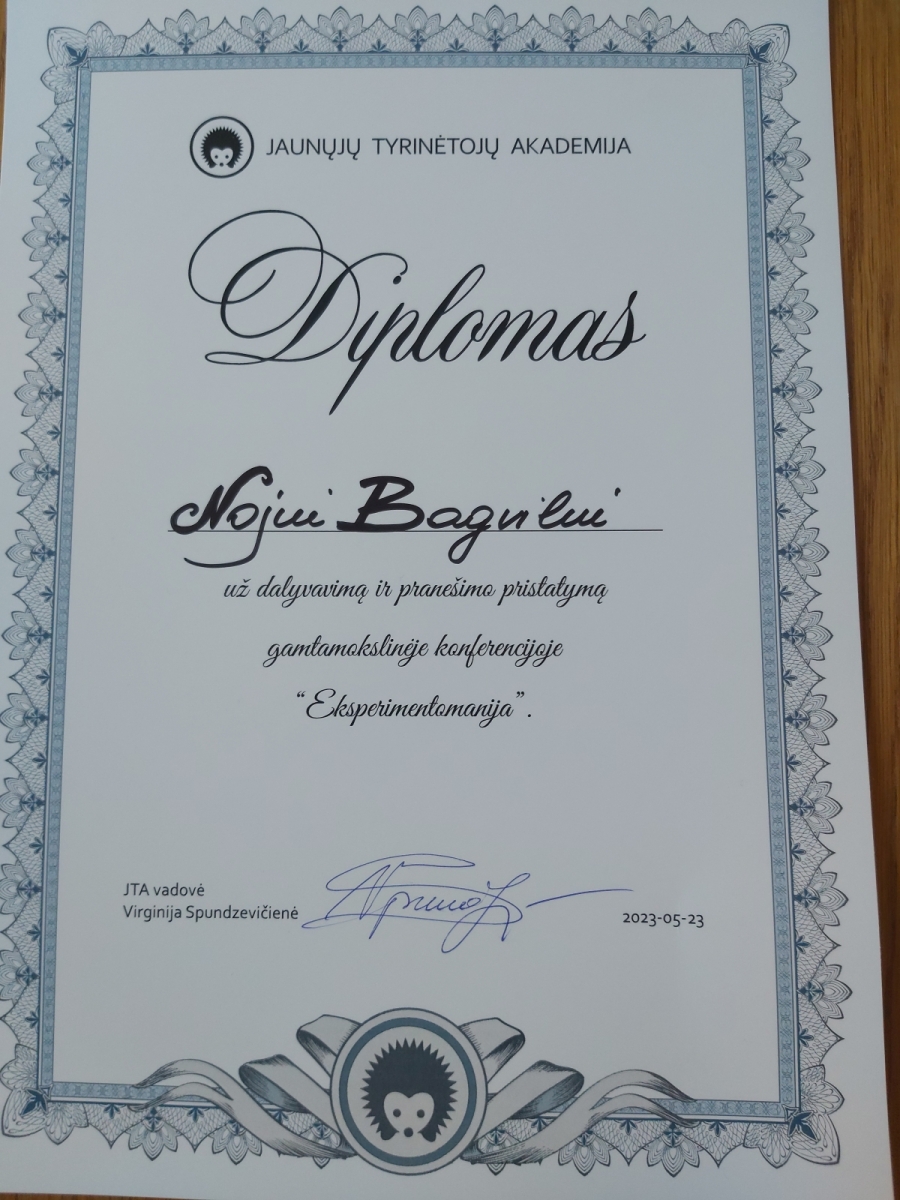 JAUNŲJŲ TYRINĖTOJŲ AKADEMIJA
Diplomas
Nojui Bagvilui
už dalyvavimą ir pranešimo pristatymą
gamtamokslinėje konferencijoje
“Eksperimentomanija”.
JTA vadovė
Virginija Spundzevičienė
2023-05-23